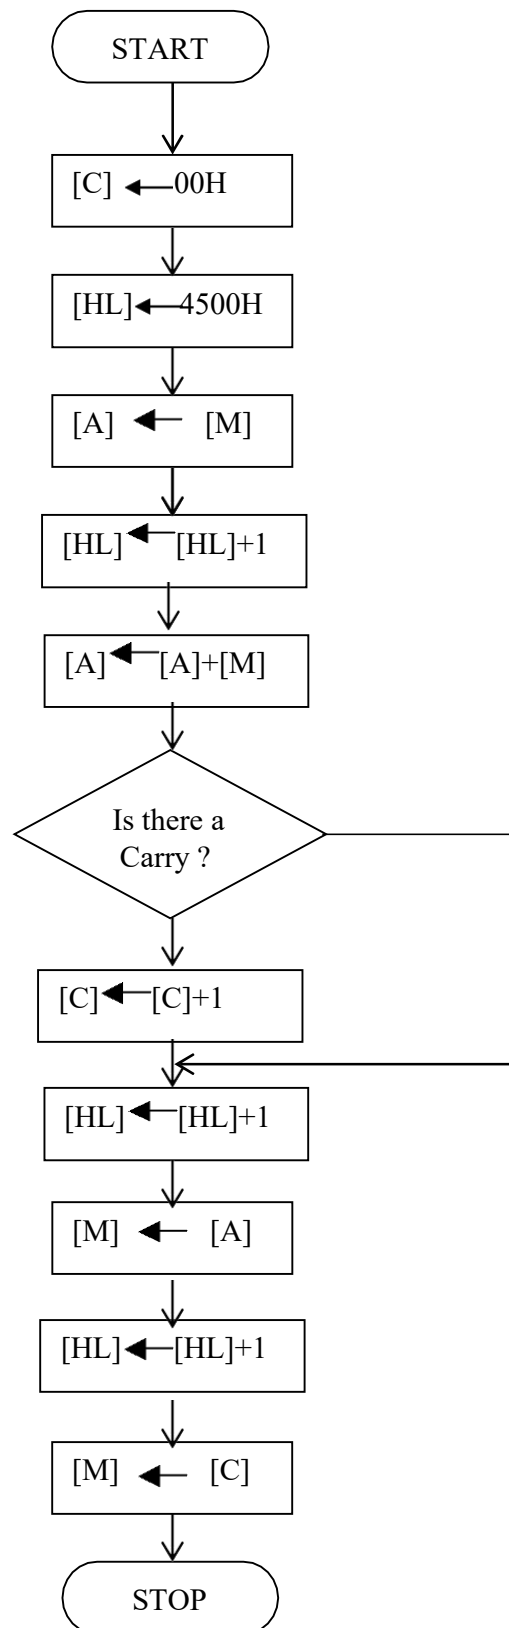 START
[C] ←00H
[HL]←4500H
[A] ← [M]
[HL]←[HL]+1
[A]←[A]+[M]
Is there a
Carry ?
[C]←[C]+1
[HL]←[HL]+1
[M] ← [A]
[HL]←[HL]+1
[M] ← [C]
STOP